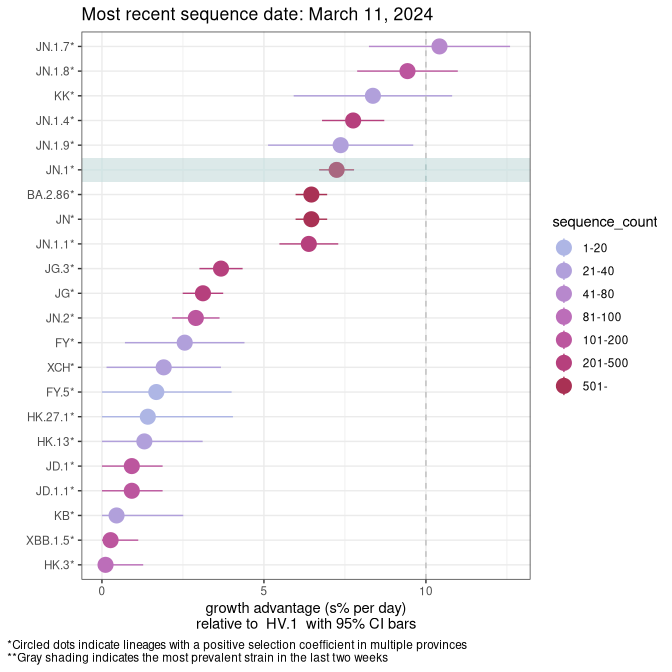 Most recent sequence date: March 11, 2024
JN.1.7*
JN.1.8*
KK*
JN.1.4*
JN.1.9*
JN.1*
BA.2.86*
JN*
JN.1.1*
JG.3*
JG*
JN.2*
FY*
XCH*
FY.5*
HK.27.1*
HK.13*
JD.1*
JD.1.1*
KB*
XBB.1.5*
HK.3*
0
5
10
growth advantage (s% per day)
relative to HV.1 with 95% CI bars
sequence_count
1-20
21-40
41-80
81-100
101-200
201-500
501-
*Circled dots indicate lineages with a positive selection coefficient in multiple provinces
**Gray shading indicates the most prevalent strain in the last two weeks